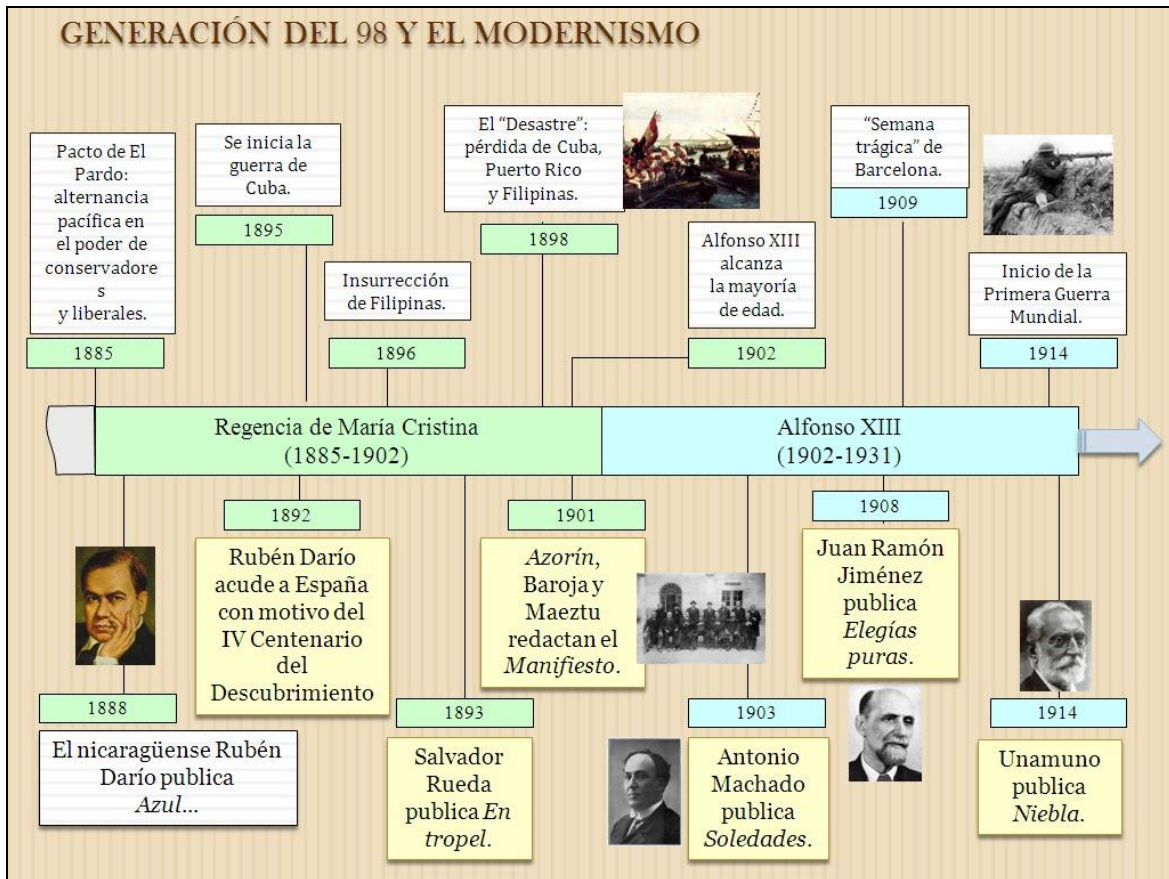 GENERACIÓN DEL 98 Y EL MODERNISMO
Pacto de El
Pardo:
alternancia
pacífica en
el poder de
conservadore
s
y liberales.
1885
Se inicia la
guerra de
Cuba.
1895
Insurrección
de Filipinas.
1896
El “Desastre”:
pérdida de Cuba,
Puerto Rico
y Filipinas.
1898
Alfonso XIII
alcanza
la mayoría
de edad.
1902
“Semana
trágica” de
Barcelona.
1909
Inicio de la
Primera Guerra
Mundial.
1914
Regencia de María Cristina
(1885-1902)
Alfonso XIII
(1902-1931)
1888
El nicaragüense Rubén
Darío publica
Azul...
1892
Rubén Darío
acude a España
con motivo del
IV Centenario
del
Descubrimiento
1893
Salvador
Rueda
publica En
tropel.
1901
Azorín,
Baroja y
Maeztu
redactan el
Manifiesto.
1903
Antonio
Machado
publica
Soledades.
1908
Juan Ramón
Jiménez
publica
Elegías
puras.
1914
Unamuno
publica
Niebla.